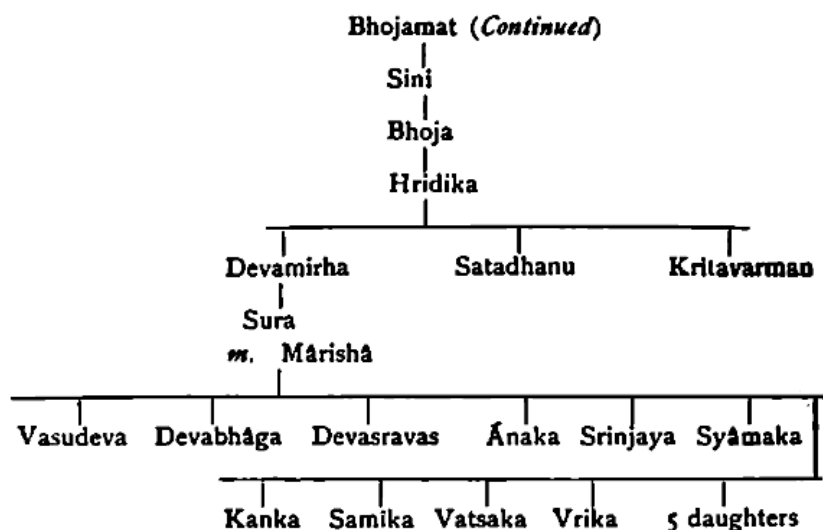 Bhojamat (Continued)
Sini
Bhoja
Hridika
Devamirha Satadhanu Kritavarman
Sura
m. Mârishâ
Vasudeva Devabhâga Devasravas Ânaka Srinjaya Syâmaka
Kanka Samika Vatsaka Vrika 5 daughters